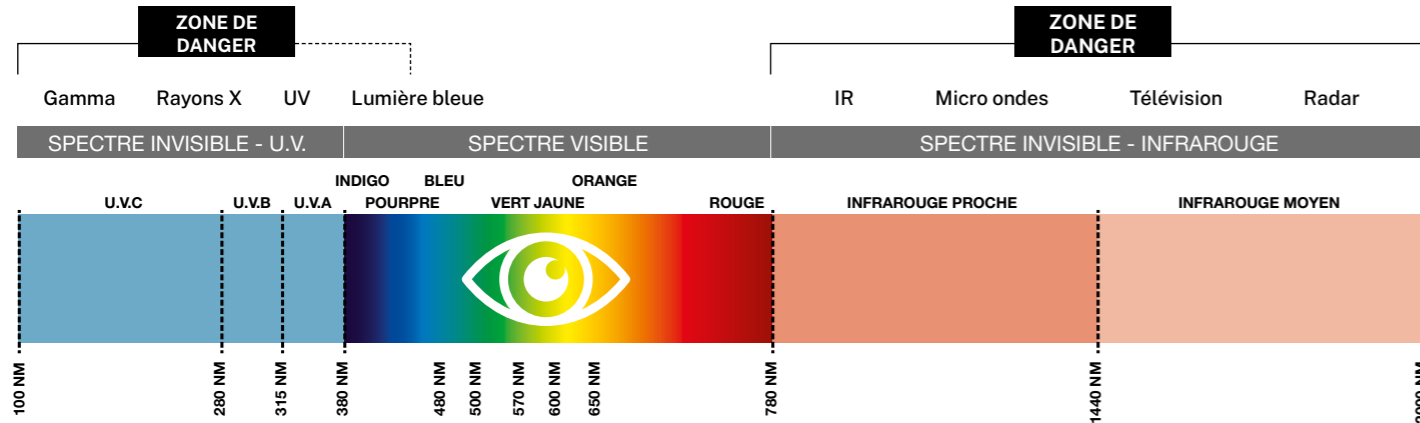 ZONE DE
DANGER
ZONE DE
DANGER
Gamma Rayons X UV Lumière bleue IR Micro ondes Télévision Radar
SPECTRE INVISIBLE - U.V. SPECTRE VISIBLE SPECTRE INVISIBLE - INFRAROUGE
INDIGO BLEU ORANGE
U.V.C U.V.B U.V.A POURPRE VERT JAUNE ROUGE INFRAROUGE PROCHE INFRAROUGE MOYEN
100 NM 280 NM 315 NM 380 NM 480 NM 500 NM 570 NM 600 NM 650 NM 780 NM 1440 NM